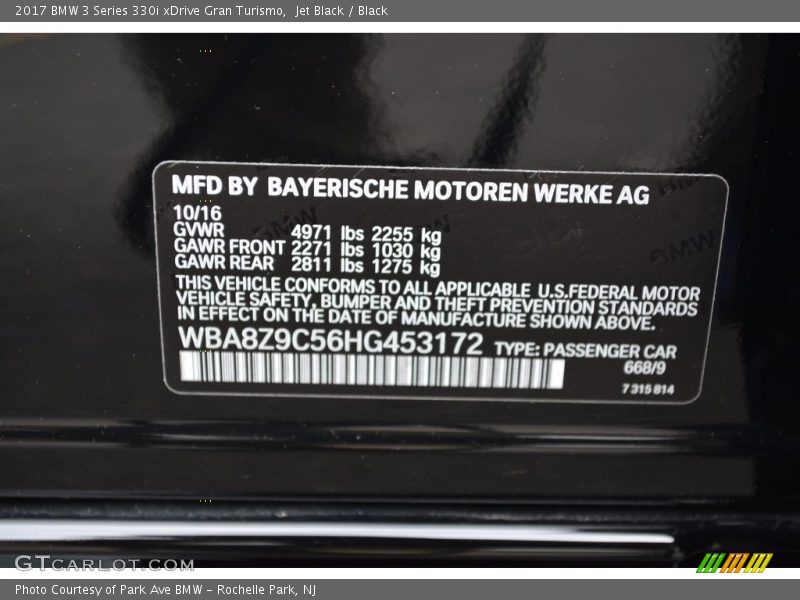 2017 BMW 3 Series 330i xDrive Gran Turismo, Jet Black / Black
MFD BY BAYERISCHE MOTOREN WERKE AG
10/16
GVWR 4971 lbs 2255 kg
GAWR FRONT 2271 lbs 1030 kg
GAWR REAR 2811 lbs 1275 kg
THIS VEHICLE CONFORMS TO ALL APPLICABLE U.S.FEDERAL MOTOR
VEHICLE SAFETY, BUMPER AND THEFT PREVENTION STANDARDS
IN EFFECT ON THE DATE OF MANUFACTURE SHOWN ABOVE.
WBA8Z9C56HG453172 TYPE: PASSENGER CAR
668/9
7 315 814
GTCARLOT.COM
Photo Courtesy of Park Ave BMW - Rochelle Park, NJ